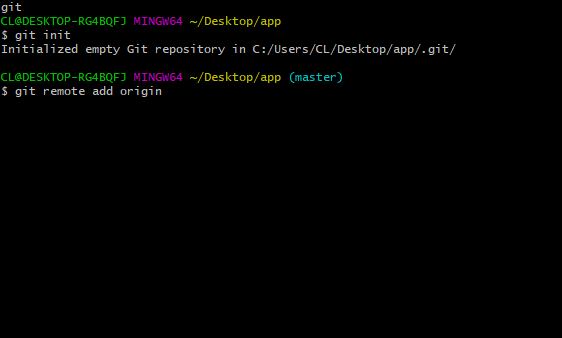 git
CL@DESKTOP-RG4BQFJ MINGW64 ~/Desktop/app
$ git init
Initialized empty Git repository in C:/Users/CL/Desktop/app/.git/
CL@DESKTOP-RG4BQFJ MINGW64 ~/Desktop/app (master)
$ git remote add origin